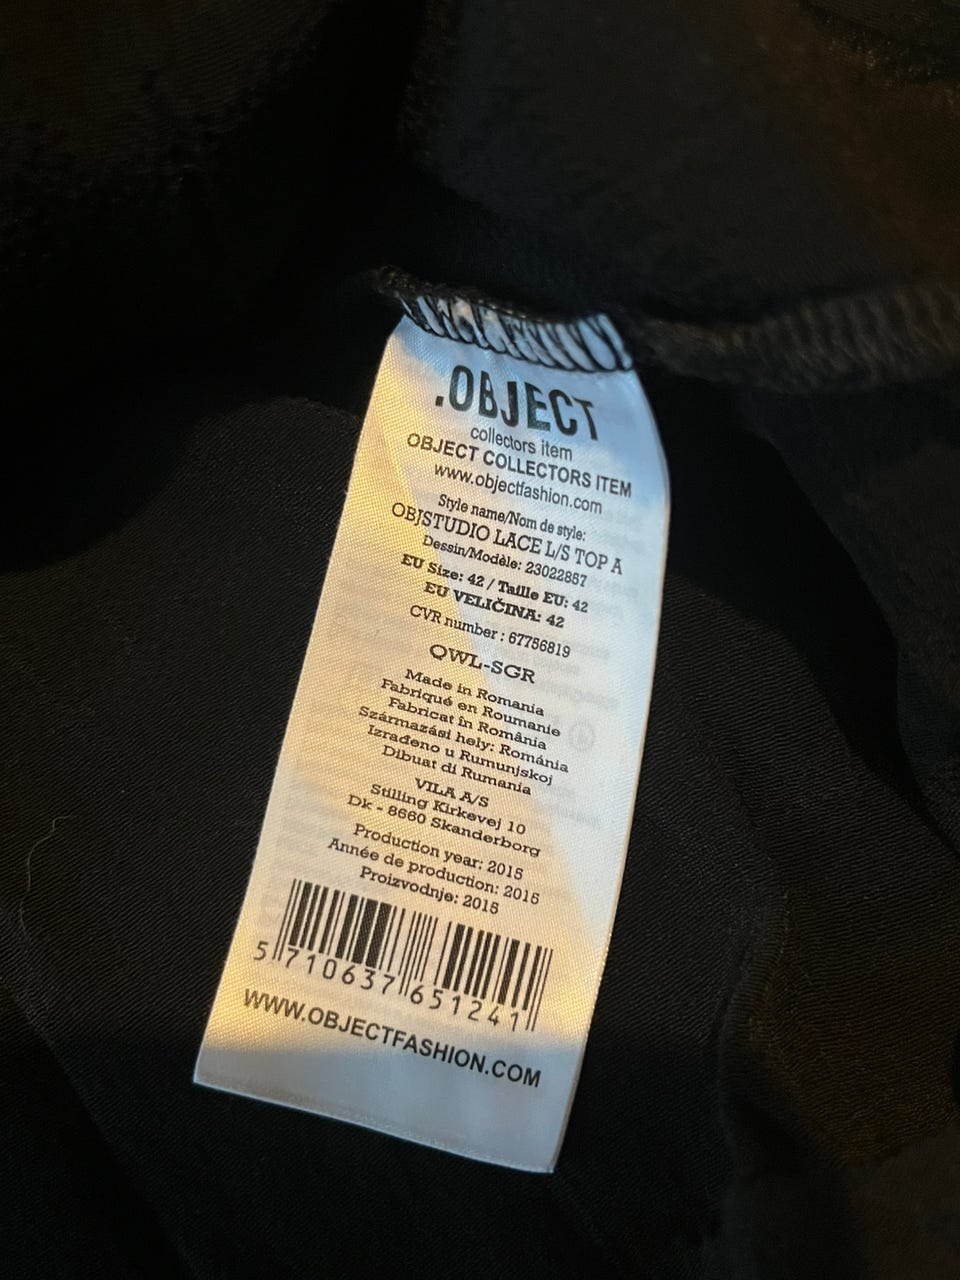 .OBJECT
collectors item
OBJECT COLLECTORS ITEM
www.objectfashion.com
Style name/Nom de style:
OBJSTUDIO LACE L/S TOP A
Dessin/Modèle: 23022857
EU Size: 42 / Taille EU: 42
EU VELIČINA: 42
CVR number : 67756819
QWL-SGR
Made in Romania
Fabriqué en Roumanie
Fabricat în România
Származási hely: Románia
Izrađeno u Rumunjskoj
Dibuat di Rumania
VILA A/S
Stilling Kirkevej 10
Dk - 8660 Skanderborg
Production year: 2015
Année de production: 2015
Proizvodnje: 2015
5 710637 651241
WWW.OBJECTFASHION.COM